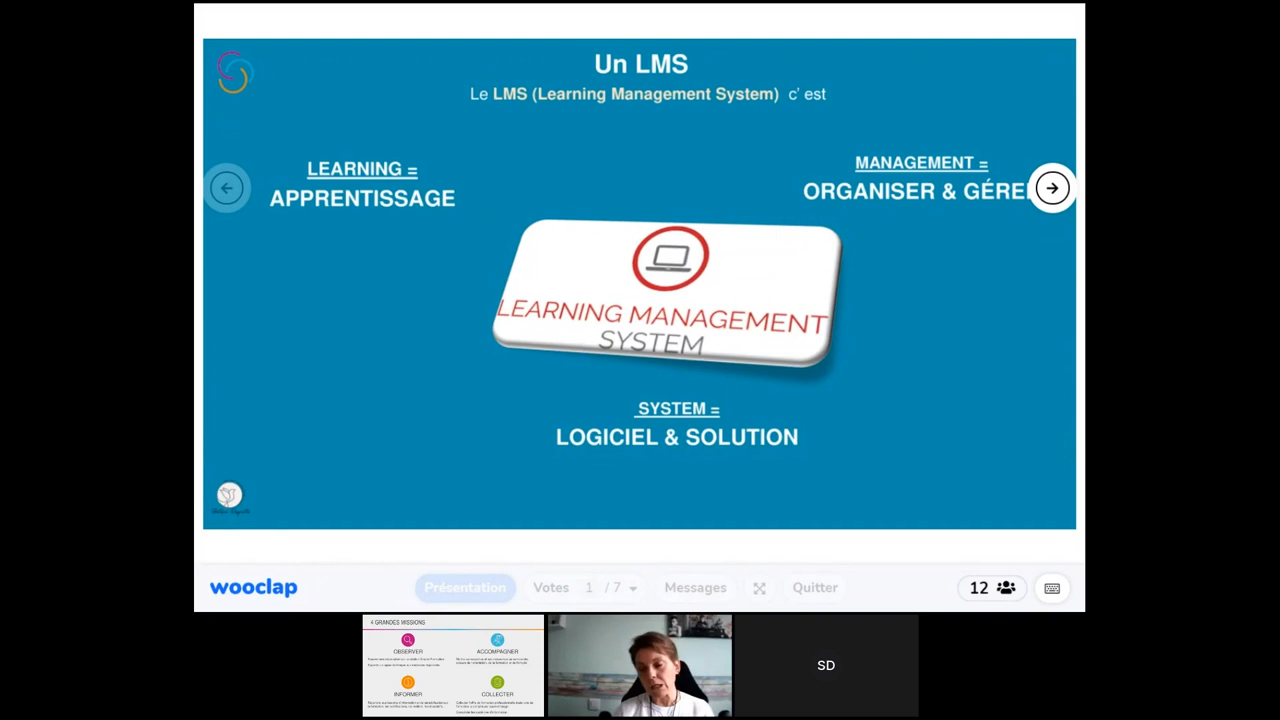 Un LMS
Le LMS (Learning Management System) c' est
LEARNING =
APPRENTISSAGE
MANAGEMENT =
ORGANISER & GÉRE
LEARNING MANAGEMENT
SYSTEM
SYSTEM =
LOGICIEL & SOLUTION
wooclap
Présentation
Votes 1 / 7
Messages
Quitter
12
4 GRANDES MISSIONS
OBSERVER
ACCOMPAGNER
INFORMER
COLLECTER
SD